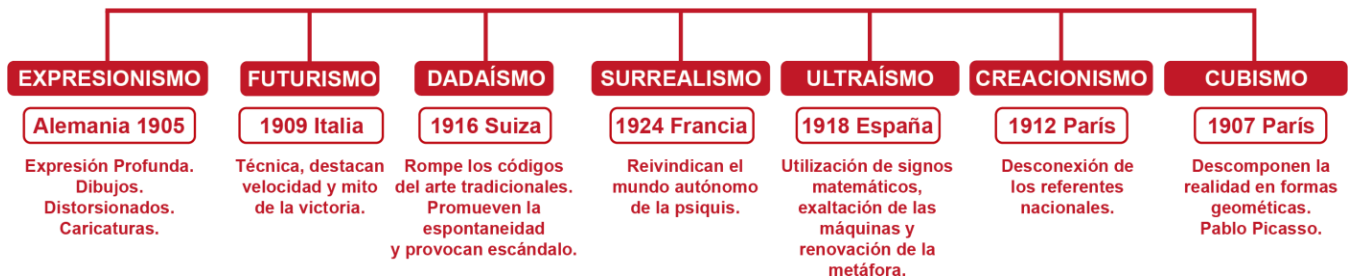 EXPRESIONISMO
Alemania 1905
Expresión Profunda.
Dibujos.
Distorsionados.
Caricaturas.
FUTURISMO
1909 Italia
Técnica, destacan
velocidad y mito
de la victoria.
DADAÍSMO
1916 Suiza
Rompe los códigos
del arte tradicionales.
Promueven la
espontaneidad
y provocan escándalo.
SURREALISMO
1924 Francia
Reivindican el
mundo autónomo
de la psiquis.
ULTRAÍSMO
1918 España
Utilización de signos
matemáticos,
exaltación de las
máquinas y
renovación de la
metáfora.
CREACIONISMO
1912 París
Desconexión de
los referentes
nacionales.
CUBISMO
1907 París
Descomponen la
realidad en formas
geométicas.
Pablo Picasso.